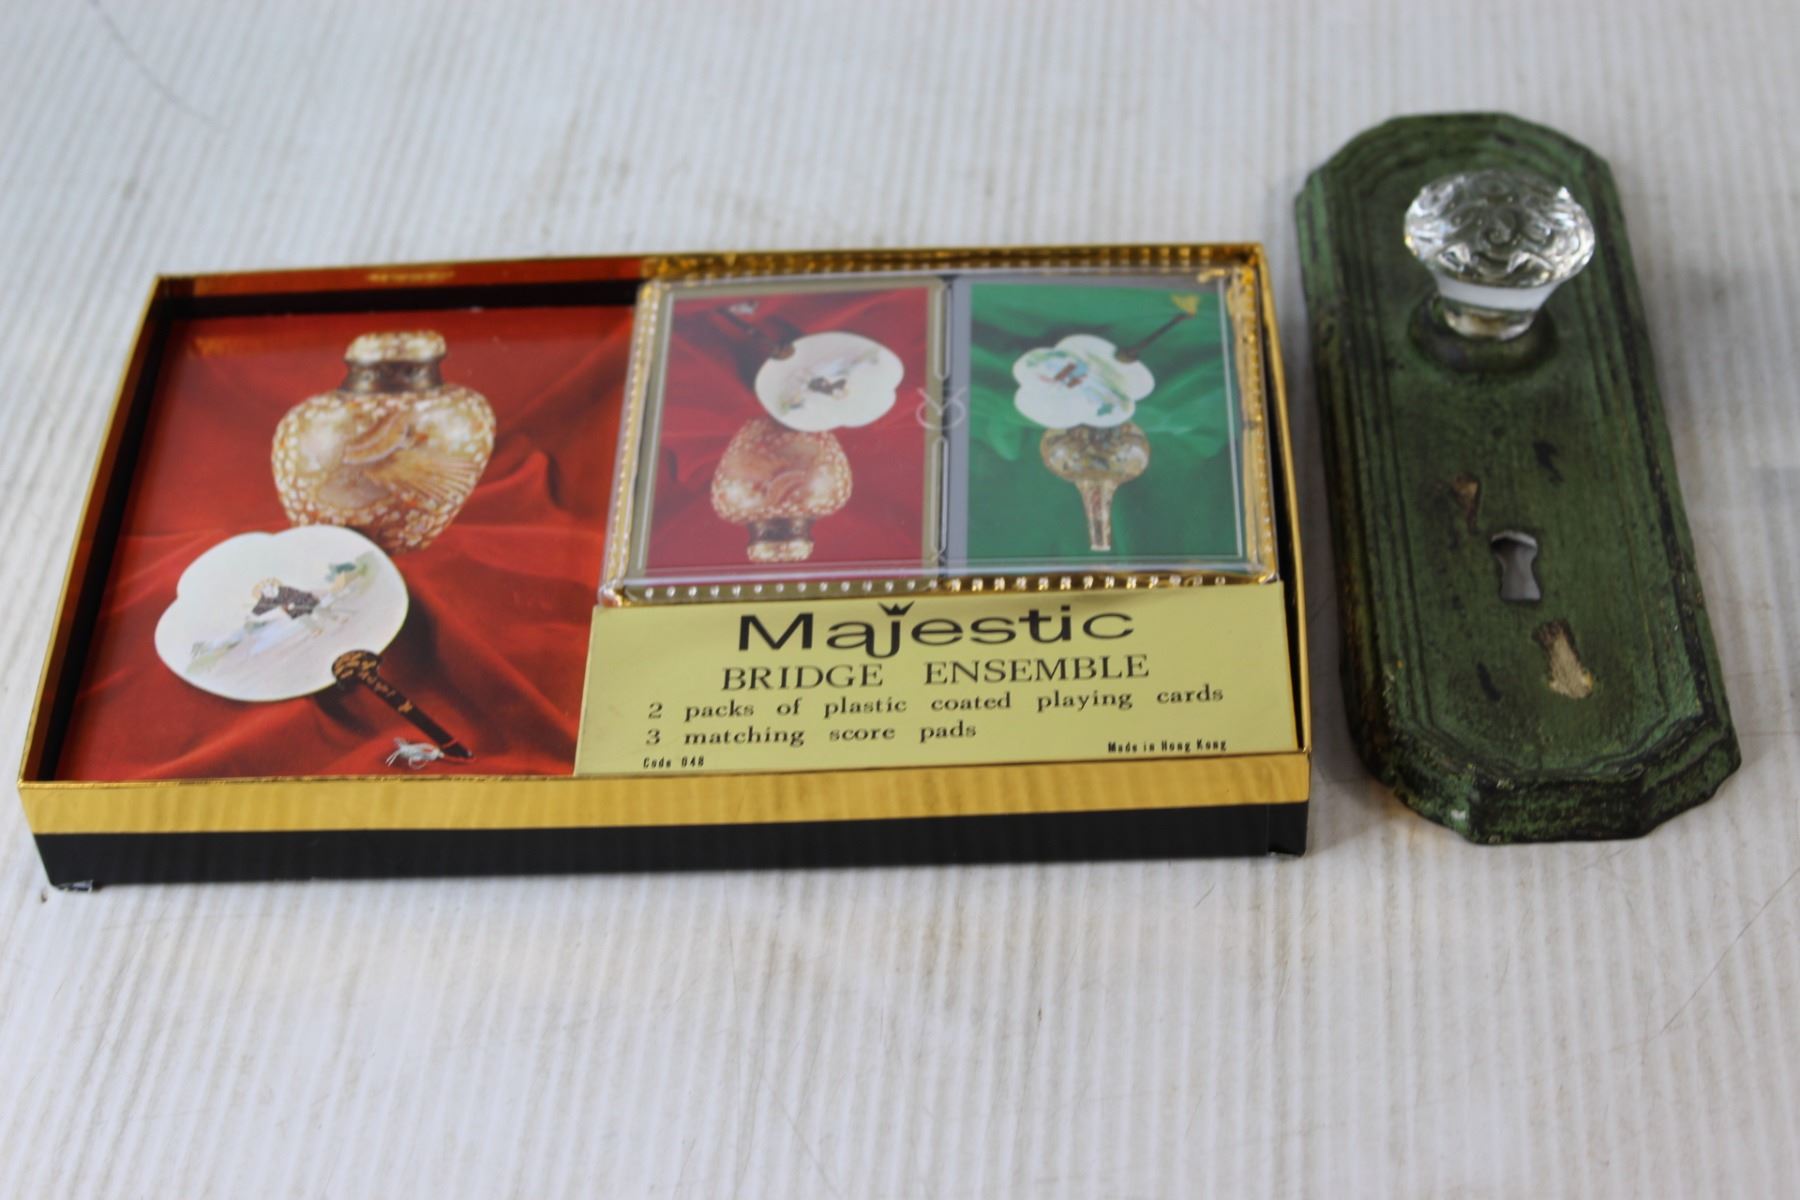 Majestic
BRIDGE ENSEMBLE
2 packs of plastic coated playing cards
3 matching score pads
Code 048
Made in Hong Kong